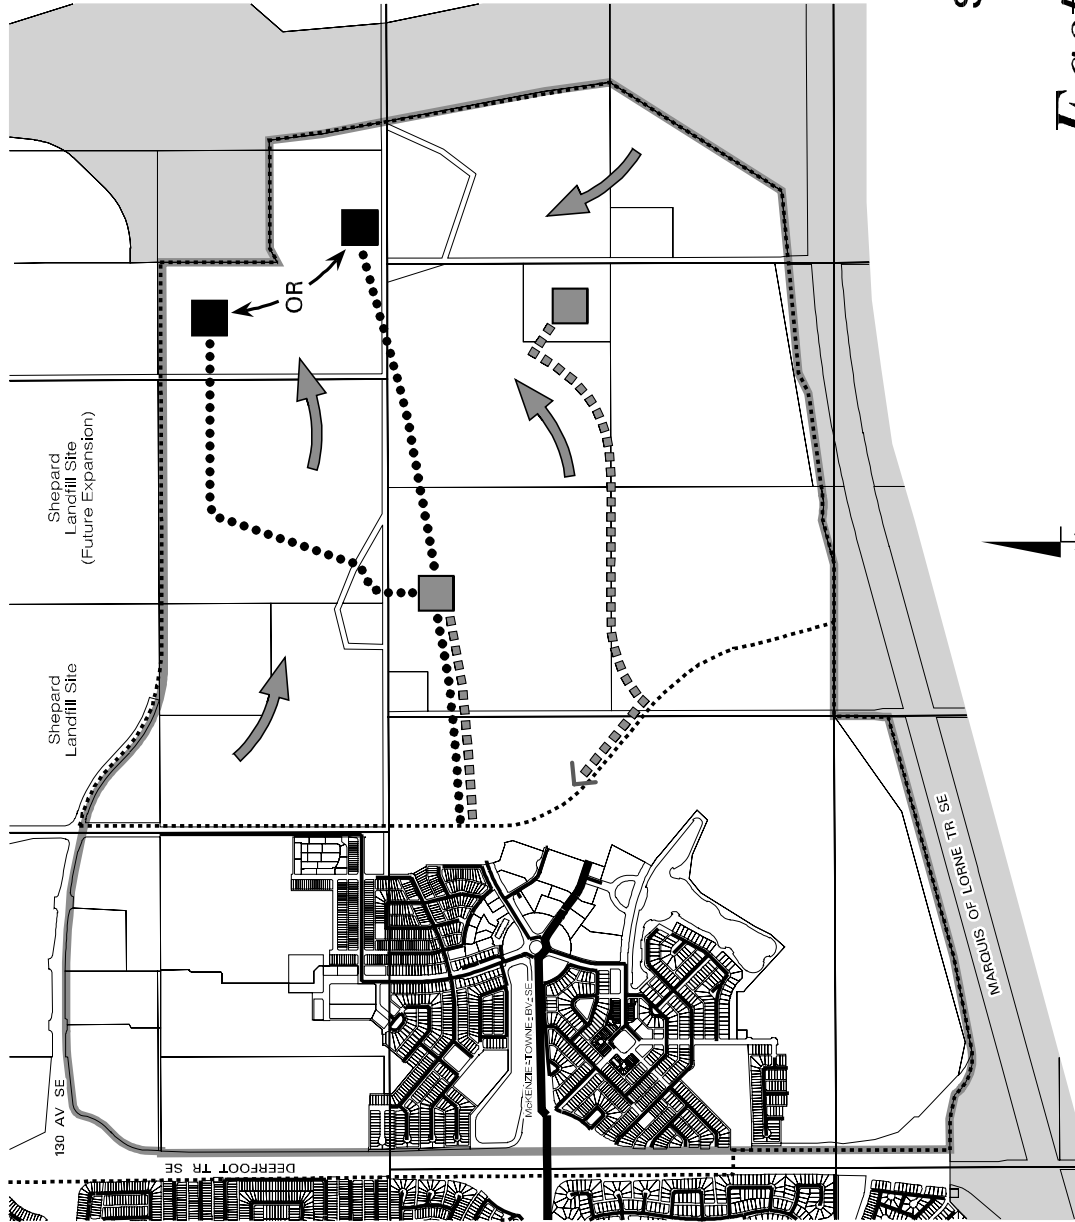 Shepard
Landfill Site
(Future Expansion)
Shepard
Landfill Site
OR
130 AV SE
DEERFOOT TR SE
McKENZIE-TOWNE-BV-SE
MARQUIS OF LORNE TR SE